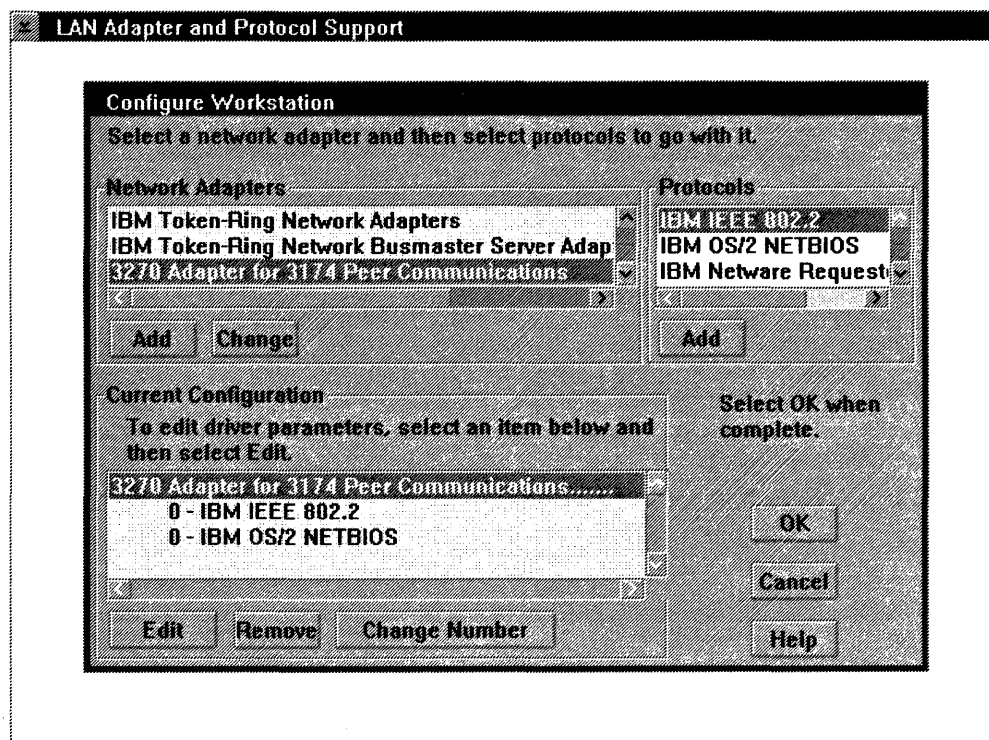 LAN Adapter and Protocol Support
Configure Workstation
Select a network adapter and then select protocols to go with it.
Network Adapters
IBM Token-Ring Network Adapters
IBM Token-Ring Network Busmaster Server Adap
3270 Adapter for 3174 Peer Communications
Add
Change
Protocols
IBM IEEE 802.2
IBM OS/2 NETBIOS
IBM Netware Request
Add
Current Configuration
To edit driver parameters, select an item below and
then select Edit.
3270 Adapter for 3174 Peer Communications.......
0 - IBM IEEE 802.2
0 - IBM OS/2 NETBIOS
Edit
Remove
Change Number
Select OK when
complete.
OK
Cancel
Help